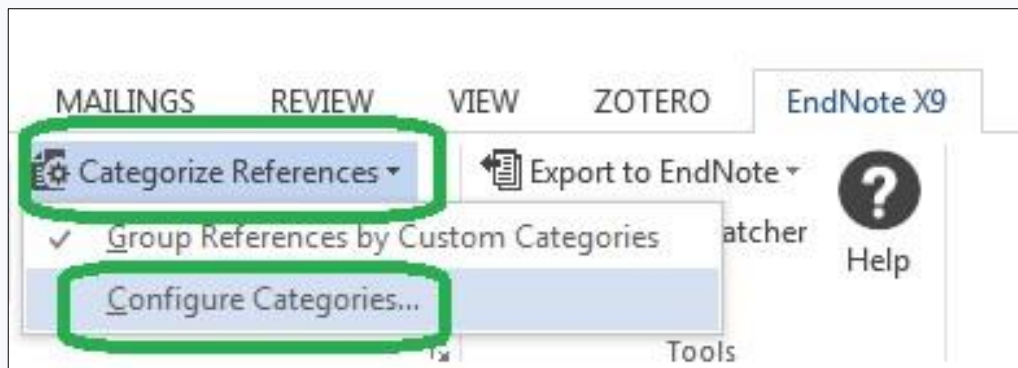 MAILINGS REVIEW VIEW ZOTERO EndNote X9
Categorize References Export to EndNote
Group References by Custom Categories atcher
Help
Configure Categories...
Tools